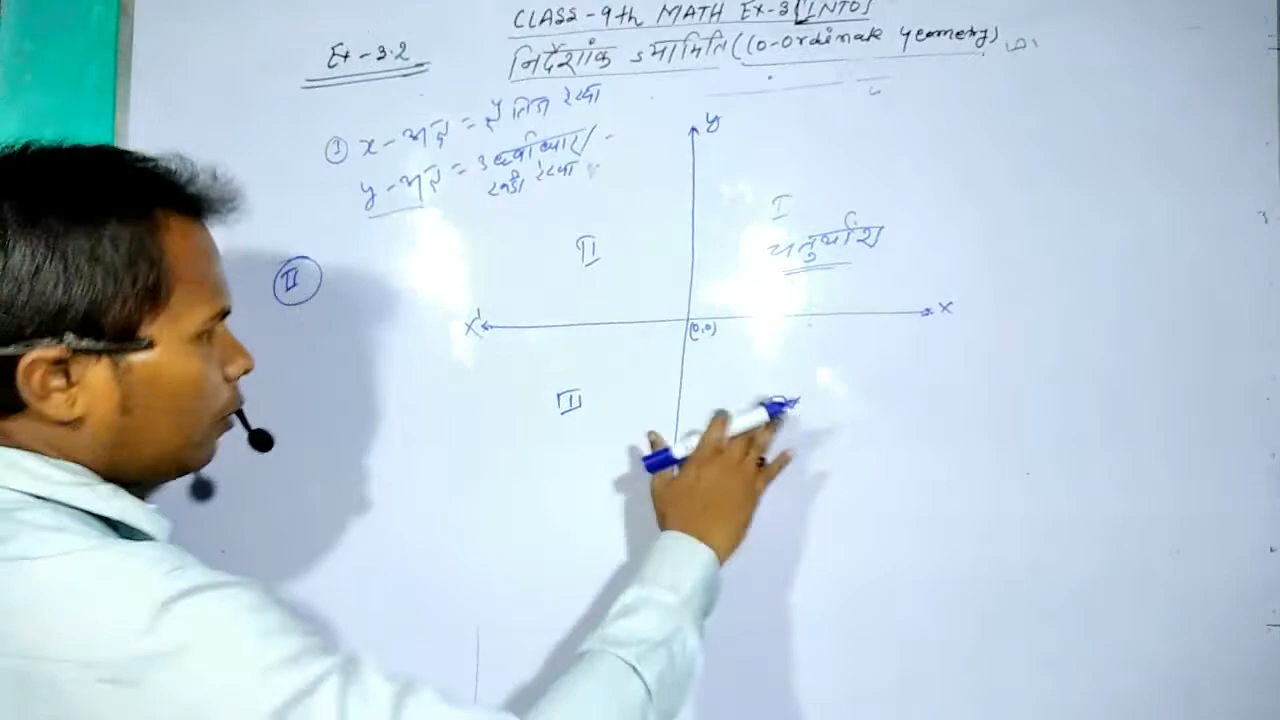 CLASS-9th MATH Ex-3 (INTO)
Ex-3.2
निर्देशांक ज्यामिति (Co-ordinate Geometry)
① x-अक्ष = क्षैतिज रेखा
y-अक्ष = उर्ध्वाधर/
खड़ी रेखा
y
I
चतुर्थांश
II
II
x'
x
(0,0)